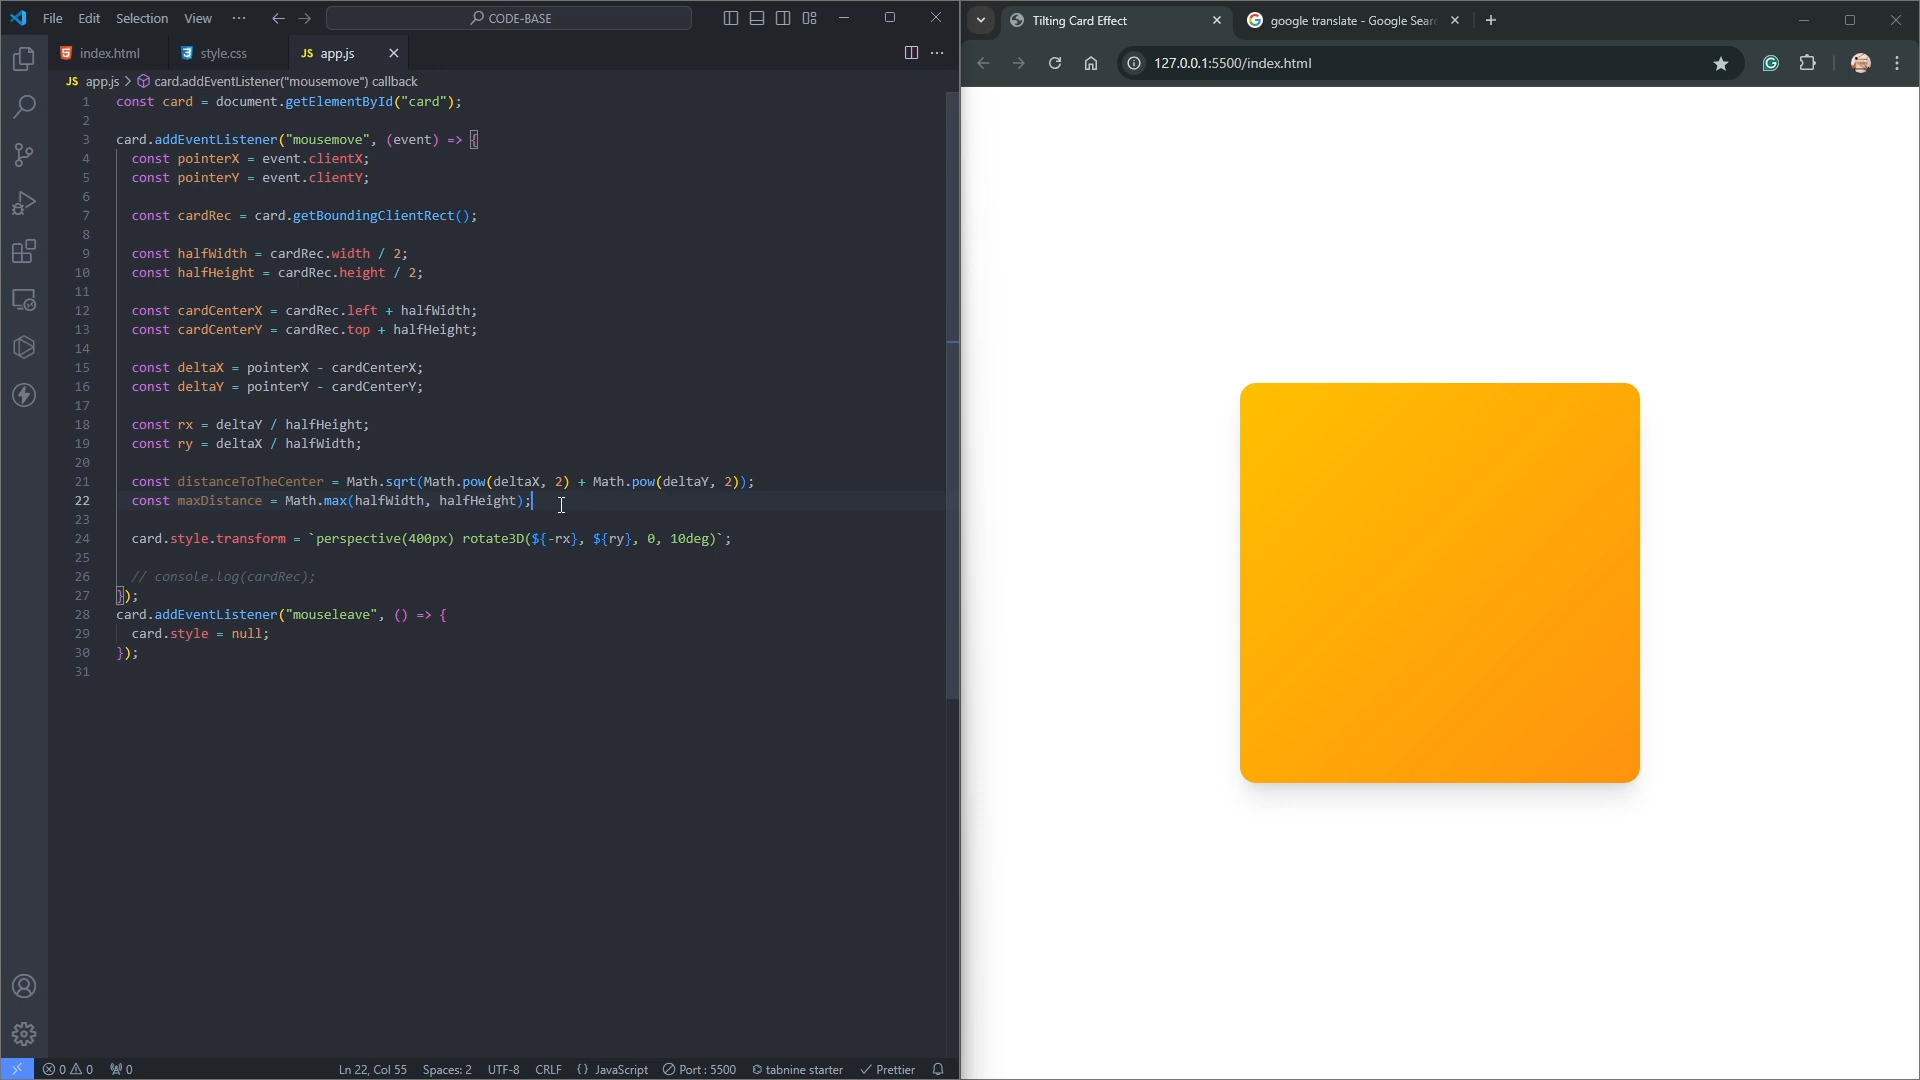 File Edit Selection View ··· CODE-BASE
index.html style.css JS app.js
JS app.js > card.addEventListener("mousemove") callback
1 const card = document.getElementById("card");
2
3 card.addEventListener("mousemove", (event) => {
4 const pointerX = event.clientX;
5 const pointerY = event.clientY;
6
7 const cardRec = card.getBoundingClientRect();
8
9 const halfWidth = cardRec.width / 2;
10 const halfHeight = cardRec.height / 2;
11
12 const cardCenterX = cardRec.left + halfWidth;
13 const cardCenterY = cardRec.top + halfHeight;
14
15 const deltaX = pointerX - cardCenterX;
16 const deltaY = pointerY - cardCenterY;
17
18 const rx = deltaY / halfHeight;
19 const ry = deltaX / halfWidth;
20
21 const distanceToTheCenter = Math.sqrt(Math.pow(deltaX, 2) + Math.pow(deltaY, 2));
22 const maxDistance = Math.max(halfWidth, halfHeight);
23
24 card.style.transform = `perspective(400px) rotate3D(${-rx}, ${ry}, 0, 10deg)`;
25
26 // console.log(cardRec);
27 });
28 card.addEventListener("mouseleave", () => {
29 card.style = null;
30 });
31
0 0 0 Ln 22, Col 55 Spaces: 2 UTF-8 CRLF {} JavaScript Port : 5500 tabnine starter Prettier
Tilting Card Effect google translate - Google Sear
127.0.0.1:5500/index.html